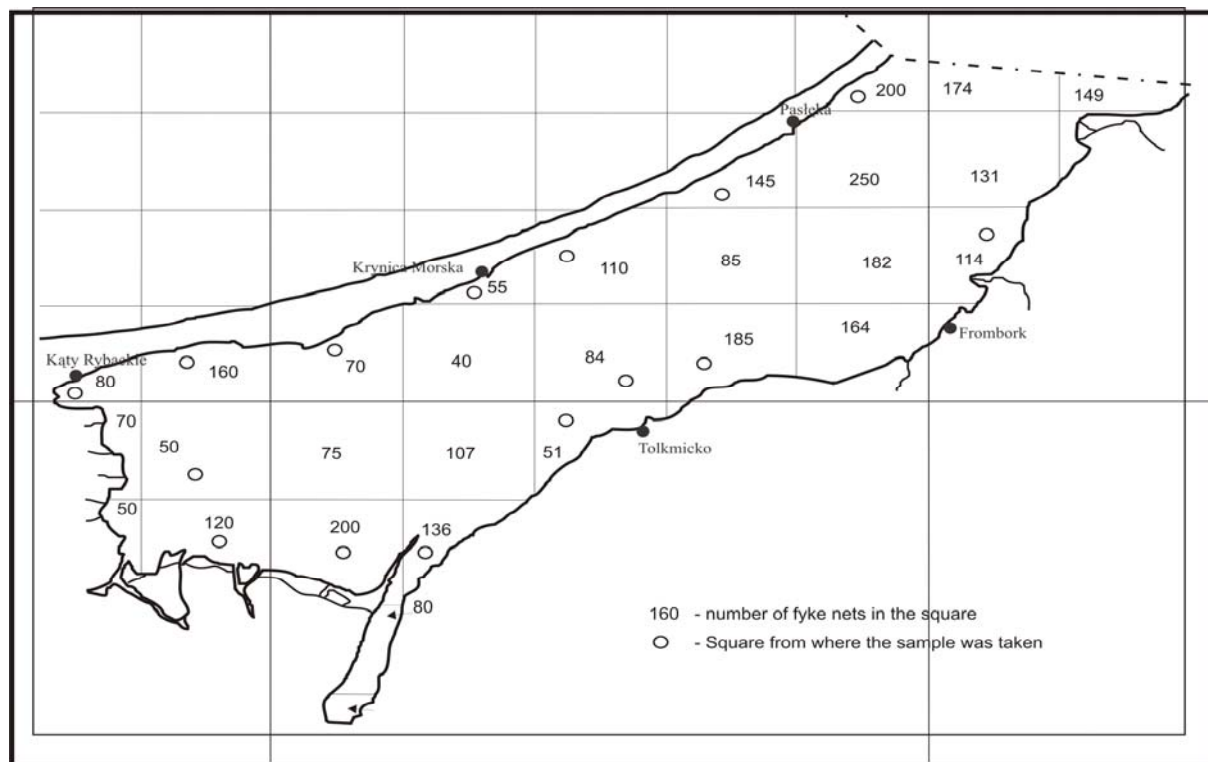 200 174 149
Pasłęka
145 250 131
Krynica Morska 55 110 85 182 114
Kąty Rybackie 80 160 70 40 84 185 164 Frombork
70 50 75 107 51 Tolkmicko
50 120 200 136
80
160 - number of fyke nets in the square
- Square from where the sample was taken